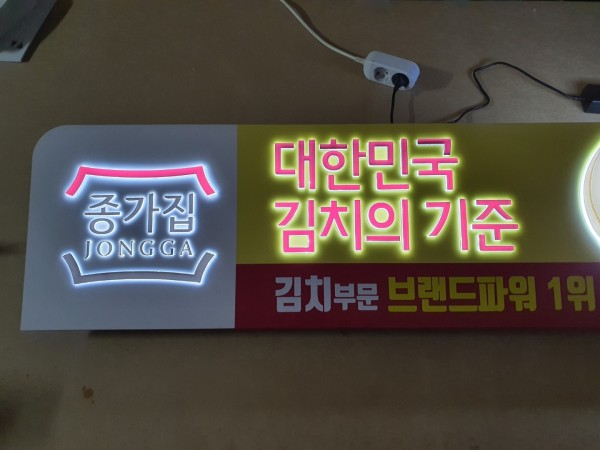 종가집
JONGGA
대한민국
김치의 기준
김치부문 브랜드파워 1위